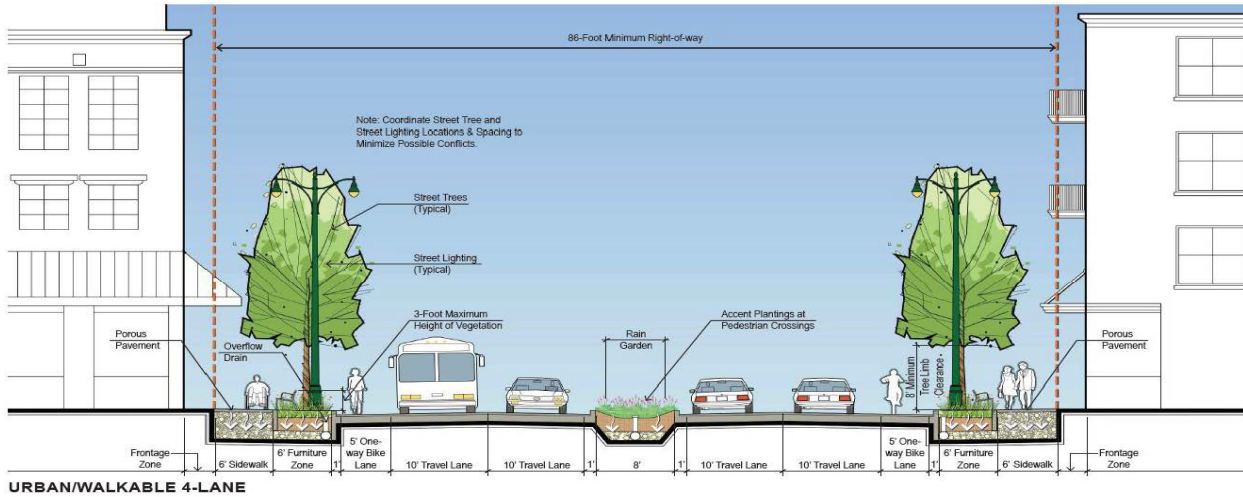 86-Foot Minimum Right-of-way
Note: Coordinate Street Tree and
Street Lighting Locations & Spacing to
Minimize Possible Conflicts.
Street Trees
(Typical)
Street Lighting
(Typical)
3-Foot Maximum
Height of Vegetation
Porous
Pavement
Overflow
Drain
Rain
Garden
Accent Plantings at
Pedestrian Crossings
8' Minimum
Tree Limb
Clearance
Porous
Pavement
Frontage
Zone
6' Sidewalk
6' Furniture
Zone
1'
5' One-
way Bike
Lane
10' Travel Lane
10' Travel Lane
1'
8'
1'
10' Travel Lane
10' Travel Lane
5' One-
way Bike
Lane
1'
6' Furniture
Zone
6' Sidewalk
Frontage
Zone
URBAN/WALKABLE 4-LANE